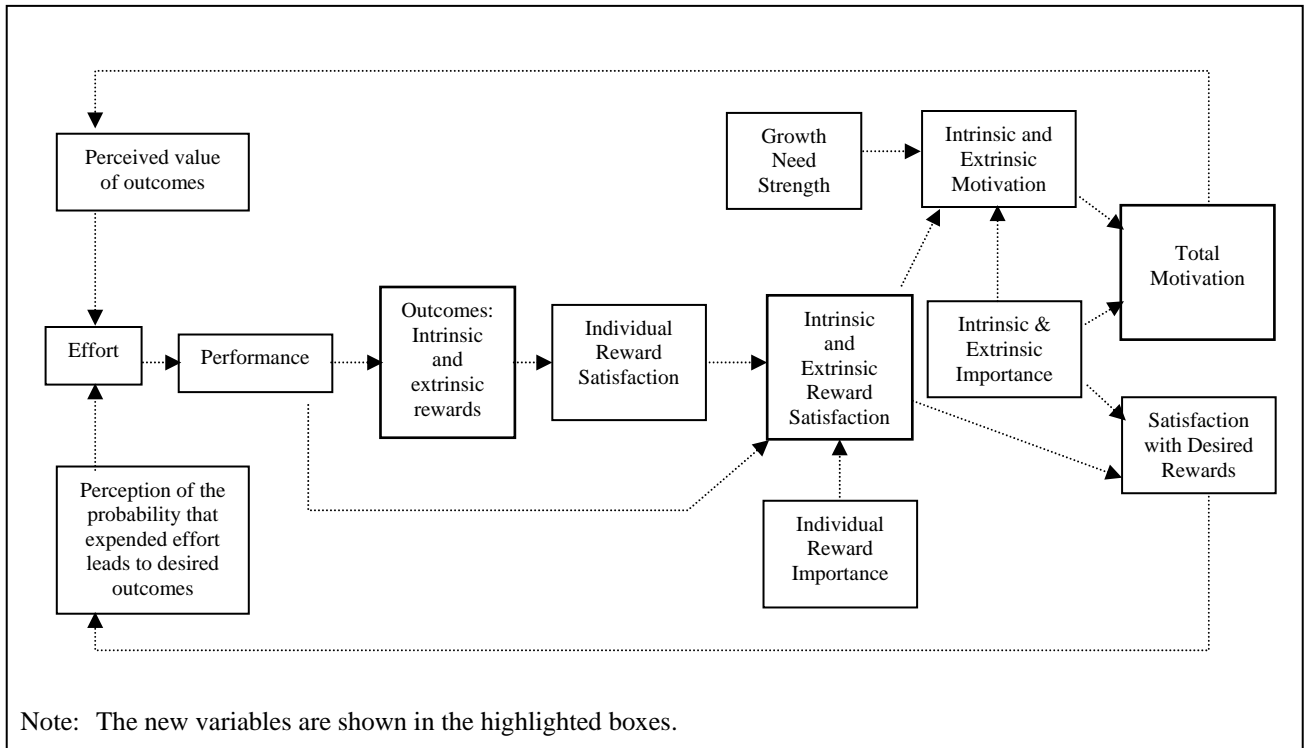 Perceived value
of outcomes
Effort
Perception of the
probability that
expended effort
leads to desired
outcomes
Performance
Outcomes:
Intrinsic
and
extrinsic
rewards
Individual
Reward
Satisfaction
Intrinsic
and
Extrinsic
Reward
Satisfaction
Individual
Reward
Importance
Growth
Need
Strength
Intrinsic and
Extrinsic
Motivation
Intrinsic &
Extrinsic
Importance
Total
Motivation
Satisfaction
with Desired
Rewards
Note: The new variables are shown in the highlighted boxes.